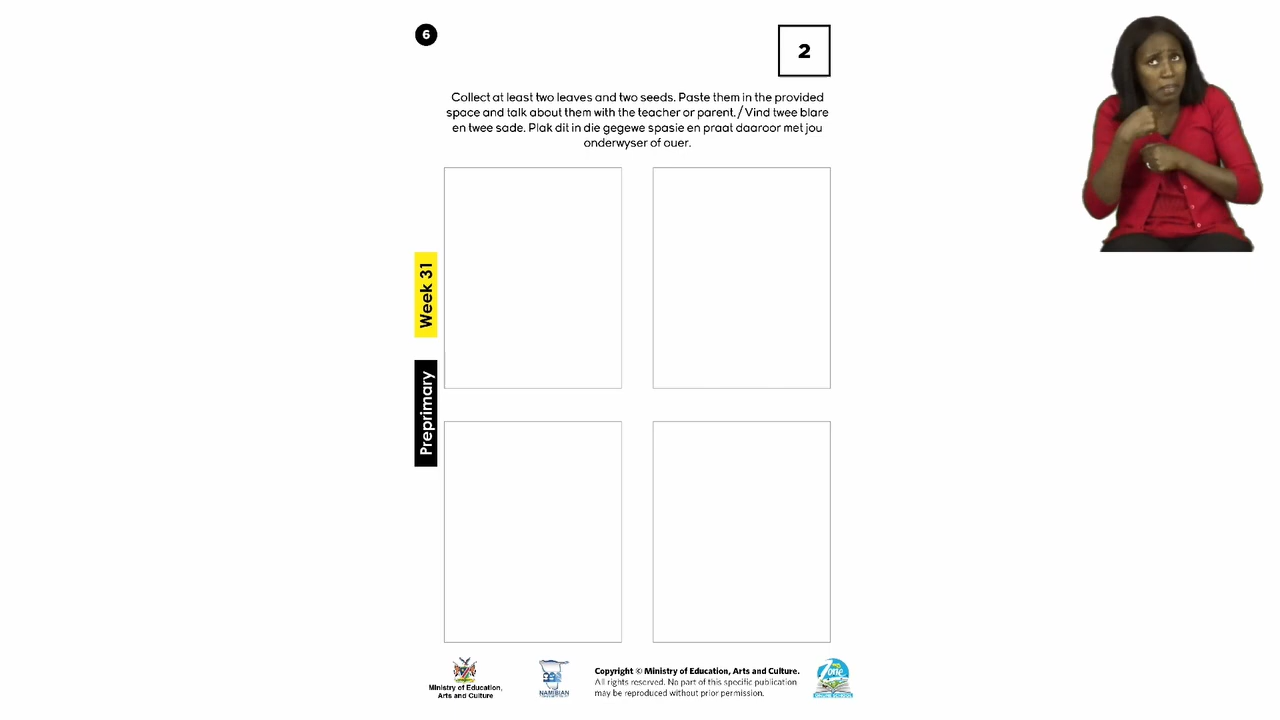 6
2
Collect at least two leaves and two seeds. Paste them in the provided
space and talk about them with the teacher or parent./Vind twee blare
en twee sade. Plak dit in die gegewe spasie en praat daaroor met jou
onderwyser of ouer.
Week 31
Preprimary
Ministry of Education,
Arts and Culture
NAMIBIAN
Copyright © Ministry of Education, Arts and Culture.
All rights reserved. No part of this specific publication
may be reproduced without prior permission.
Zone
ONLINE SCHOOL